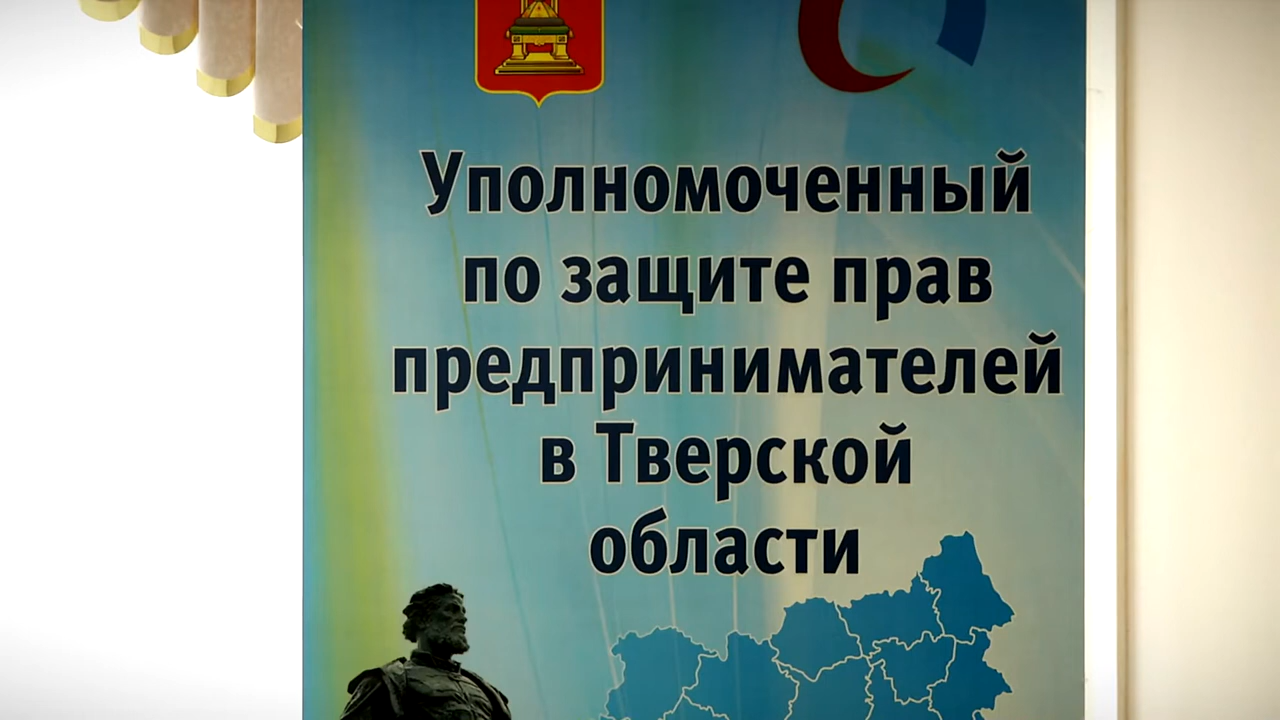 Уполномоченный
по защите прав
предпринимателей
в Тверской
области